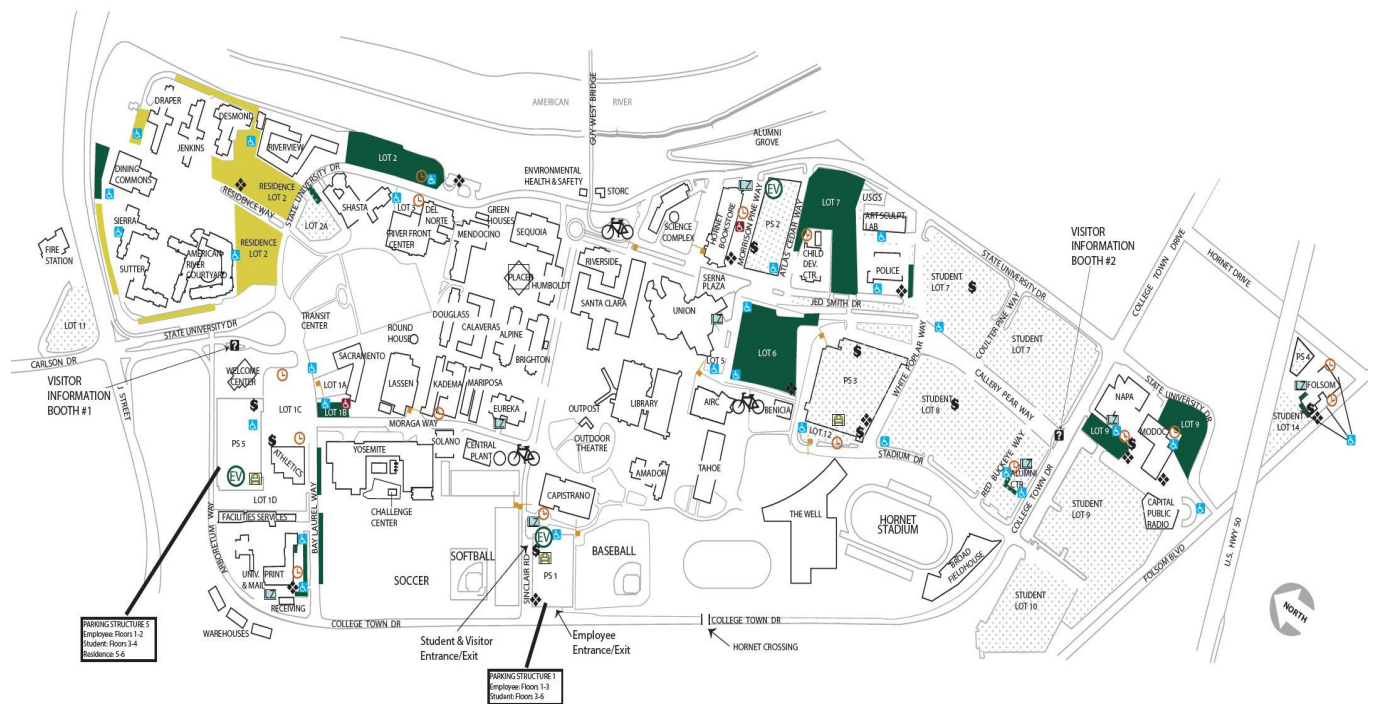 AMERICAN RIVER
GUY WEST BRIDGE
ALUMNI
GROVE
DRAPER
DESMOND
JENKINS
RIVERVIEW
LOT 2
DINING
COMMONS
RESIDENCE
LOT 2
RESIDENCE WAY
STATE UNIVERSITY DR
SHASTA
LOT 2A
LOT 3
DEL
NORTE
RIVER FRONT
CENTER
GREEN
HOUSES
MENDOCINO
SEQUOIA
ENVIRONMENTAL
HEALTH & SAFETY
STORC
SCIENCE
COMPLEX
HORNET
BOOKSTORE
LZ
MORRISON PINE WAY
EV
PS 2
$
ATLAS CEDAR WAY
LOT 7
USGS
ART SCULPT
LAB
CHILD
DEV.
CTR.
POLICE
STUDENT
LOT 7
$
STATE UNIVERSITY DR
VISITOR
INFORMATION
BOOTH #2
COLLEGE TOWN DRIVE
HORNET DRIVE
FIRE
STATION
SIERRA
SUTTER
AMERICAN
RIVER
COURTYARD
RESIDENCE
LOT 2
PLACER
HUMBOLDT
RIVERSIDE
SANTA CLARA
SERNA
PLAZA
UNION
LZ
JED SMITH DR
COULTER PINE WAY
STUDENT
LOT 7
LOT 11
CARLSON DR
STATE UNIVERSITY DR
TRANSIT
CENTER
ROUND
HOUSE
DOUGLASS
CALAVERAS
ALPINE
BRIGHTON
LOT 5
LOT 6
PS 3
$
$
WHITE POPLAR WAY
CALLERY PEAR WAY
STUDENT
LOT 8
$
PS 4
LZ
FOLSOM
STUDENT
LOT 14
VISITOR
INFORMATION
BOOTH #1
?
J STREET
WELCOME
CENTER
SACRAMENTO
LOT 1A
LOT 1B
LOT 1C
LASSEN
KADEMA
MARIPOSA
EUREKA
LZ
MORAGA WAY
OUTPOST
LIBRARY
AIRC
BENICIA
LOT 12
STADIUM DR
?
STATE UNIVERSITY DR
NAPA
LZ
LOT 9
$
MODOC
LOT 9
$
PS 5
$
ATHLETICS
EV
LOT 1D
FACILITIES SERVICES
YOSEMITE
CHALLENGE
CENTER
SOLANO
CENTRAL
PLANT
OUTDOOR
THEATRE
AMADOR
TAHOE
CAPISTRANO
THE WELL
HORNET
STADIUM
RED BUCKEYE WAY
LZ
ALUMNI
CTR
COLLEGE TOWN DR
STUDENT
LOT 9
CAPITAL
PUBLIC
RADIO
FOLSOM BLVD
U.S. HWY 50
ARBORETUM WAY
BAY LAUREL WAY
UNIV. PRINT
& MAIL
LZ
RECEIVING
WAREHOUSES
SOCCER
SOFTBALL
SINCLAIR RD
LZ
EV
$
PS 1
BASEBALL
BROAD
FIELDHOUSE
STUDENT
LOT 10
NORTH
COLLEGE TOWN DR
COLLEGE TOWN DR
HORNET CROSSING
Student & Visitor
Entrance/Exit
Employee
Entrance/Exit
PARKING STRUCTURE 5
Employee: Floors 1-2
Student: Floors 3-4
Residence: 5-6
PARKING STRUCTURE 1
Employee: Floors 1-3
Student: Floors 3-6